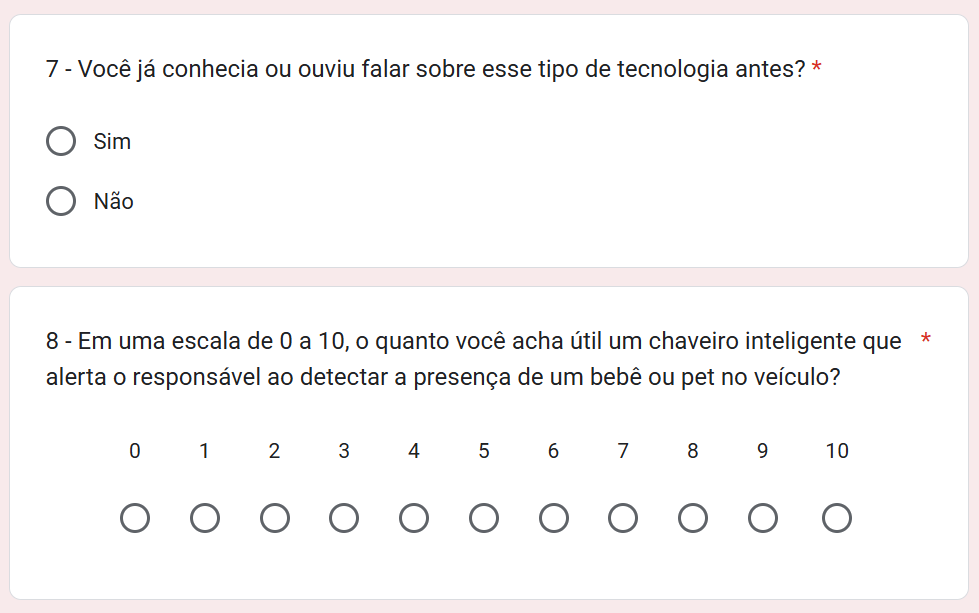 7 - Você já conhecia ou ouviu falar sobre esse tipo de tecnologia antes? *
Sim
Não
8 - Em uma escala de 0 a 10, o quanto você acha útil um chaveiro inteligente que *
alerta o responsável ao detectar a presença de um bebê ou pet no veículo?
0 1 2 3 4 5 6 7 8 9 10